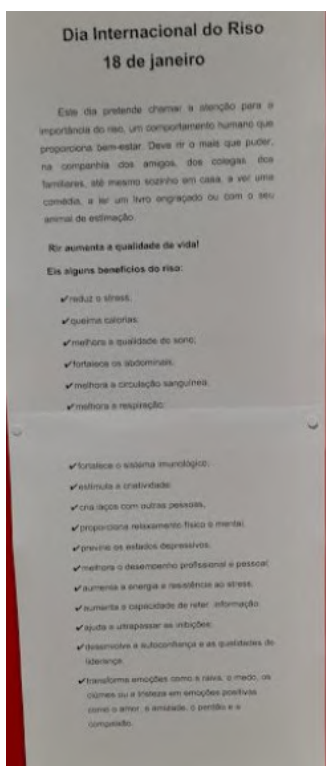 Dia Internacional do Riso
18 de janeiro
Este dia pretende chamar a atenção para a
importância do riso, um comportamento humano que
proporciona bem-estar. Deve rir o mais que puder,
na companhia dos amigos, dos colegas dos
familiares, até mesmo sozinho em casa, a ver uma
comédia, a ler um livro engraçado ou com o seu
animal de estimação.
Rir aumenta a qualidade de vida!
Eis alguns benefícios do riso:
✔reduz o stress;
✔queima calorias;
✔melhora a qualidade do sono;
✔fortalece os abdominais;
✔melhora a circulação sanguínea;
✔melhora a respiração;
✔fortalece o sistema imunológico;
✔estimula a criatividade;
✔cria laços com outras pessoas;
✔proporciona relaxamento físico e mental;
✔previne os estados depressivos;
✔melhora o desempenho profissional e pessoal;
✔aumenta a energia e resistência ao stress;
✔aumenta a capacidade de reter informação
✔ajuda a ultrapassar as inibições;
✔desenvolve a autoconfiança e as qualidades de
liderança;
✔transforma emoções como a raiva, o medo, os
ciúmes ou a tristeza em emoções positivas
como o amor, a amizade, o perdão e a
compaixão.